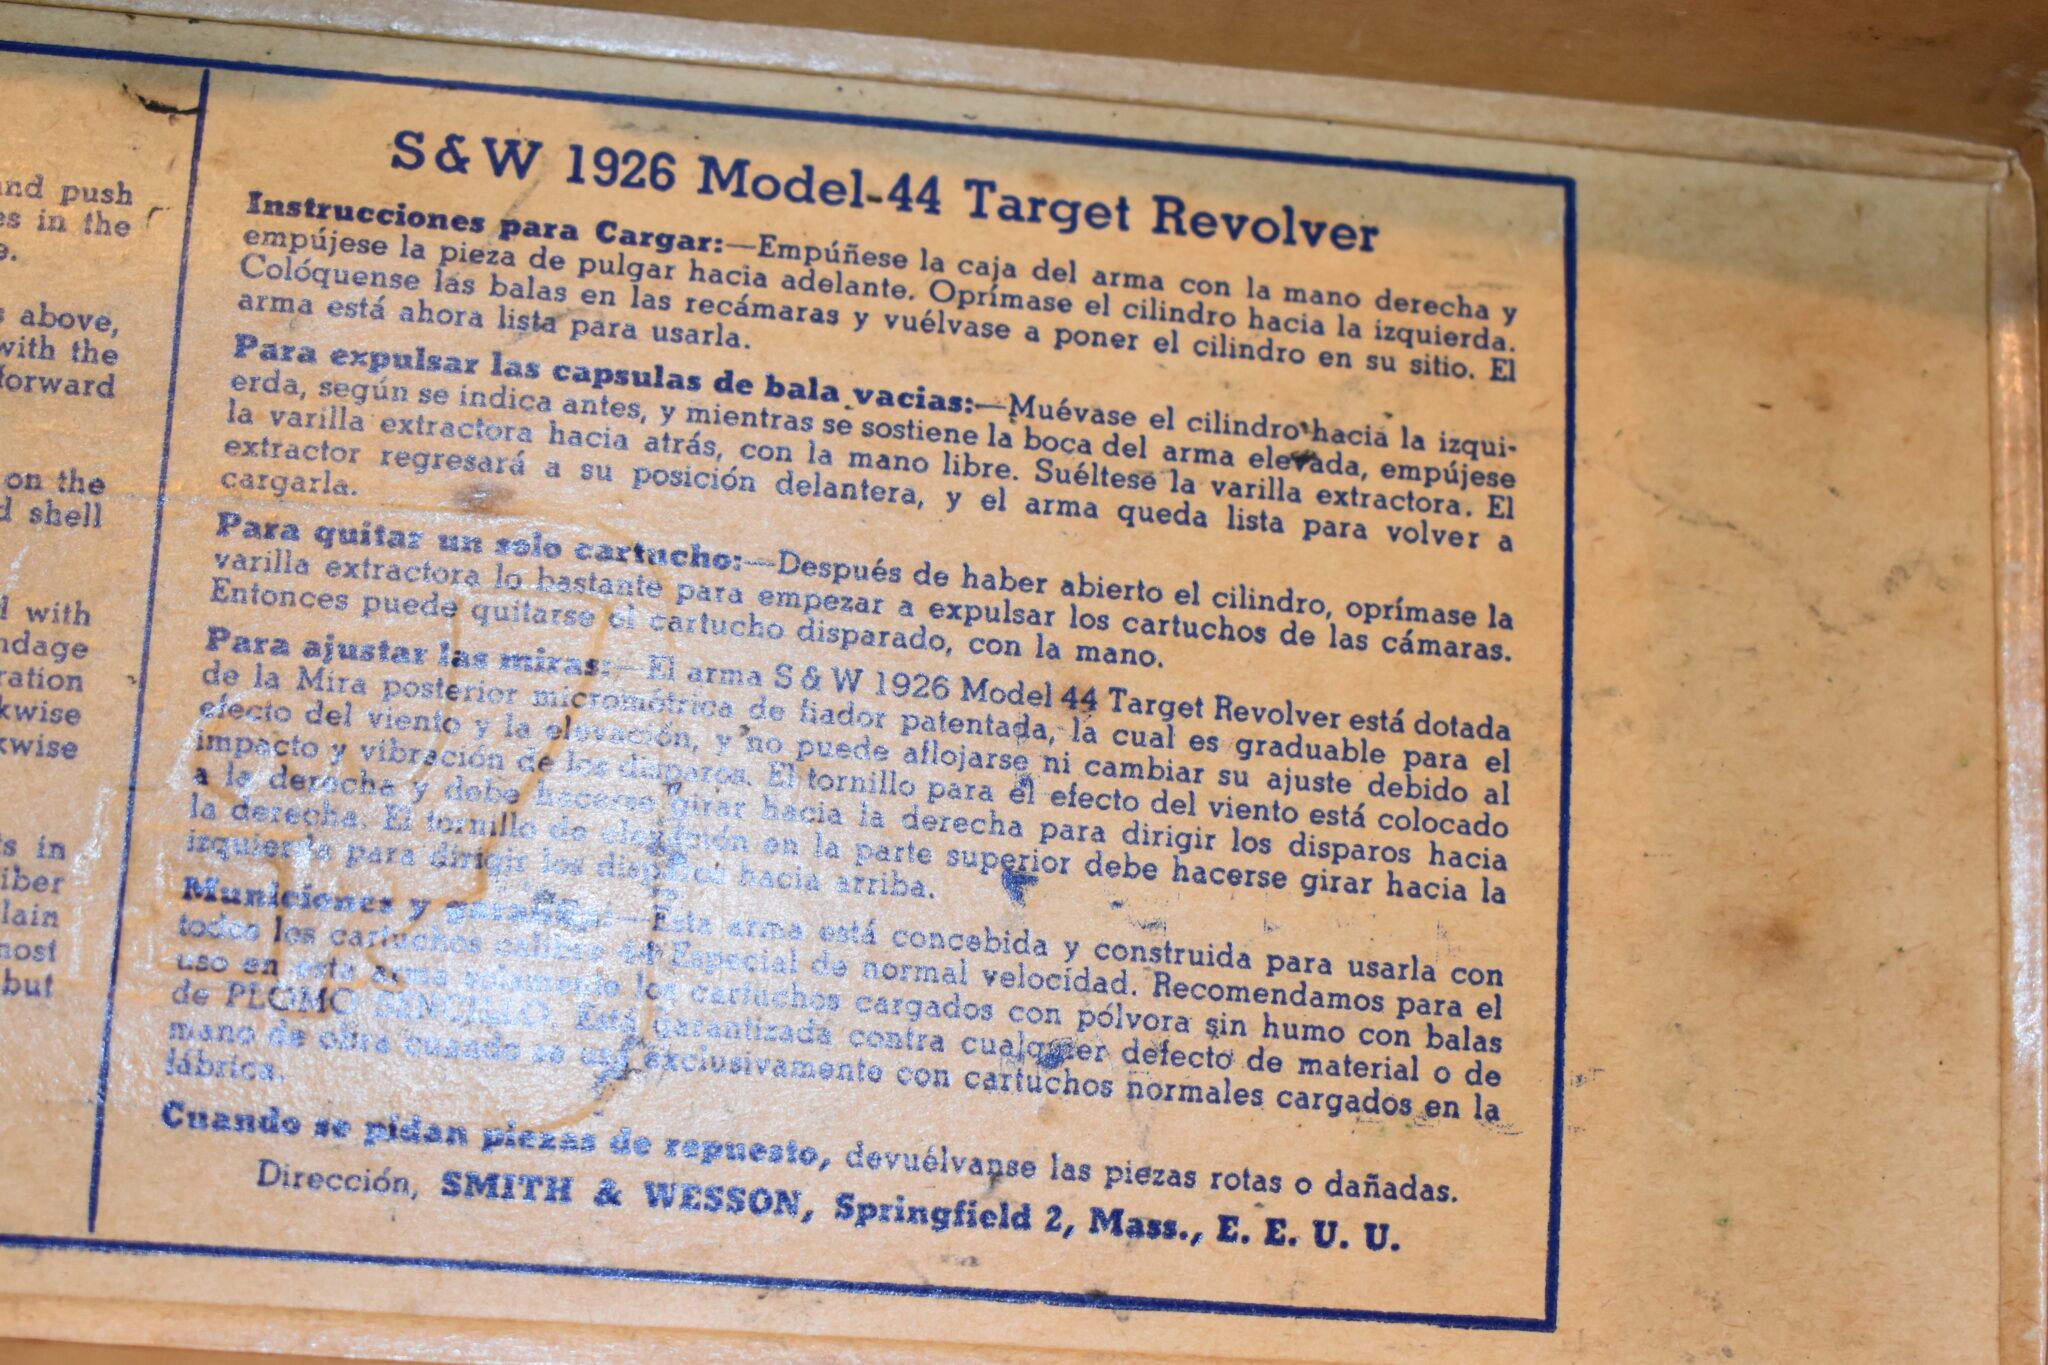 and push
es in the
e.
s above,
with the
forward
on the
d shell
d with
ndage
ration
kwise
kwise
ts in
iber
lain
most
but
S & W 1926 Model-44 Target Revolver
Instrucciones para Cargar:—Empúñese la caja del arma con la mano derecha y
empújese la pieza de pulgar hacia adelante. Oprímase el cilindro hacia la izquierda.
Colóquense las balas en las recámaras y vuélvase a poner el cilindro en su sitio. El
arma está ahora lista para usarla.
Para expulsar las capsulas de bala vacias:—Muévase el cilindro hacia la izqui-
erda, según se indica antes, y mientras se sostiene la boca del arma elevada, empújese
la varilla extractora hacia atrás, con la mano libre. Suéltese la varilla extractora. El
extractor regresará a su posición delantera, y el arma queda lista para volver a
cargarla.
Para quitar un solo cartucho:—Después de haber abierto el cilindro, oprímase la
varilla extractora lo bastante para empezar a expulsar los cartuchos de las cámaras.
Entonces puede quitarse el cartucho disparado, con la mano.
Para ajustar las miras:—El arma S & W 1926 Model 44 Target Revolver está dotada
de la Mira posterior micrométrica de fiador patentada, la cual es graduable para el
efecto del viento y la elevación, y no puede aflojarse ni cambiar su ajuste debido al
impacto y vibración de los disparos. El tornillo para el efecto del viento está colocado
a la derecha y debe hacerse girar hacia la derecha para dirigir los disparos hacia
la derecha. El tornillo de elevación en la parte superior debe hacerse girar hacia la
izquierda para dirigir los disparos hacia arriba.
Municiones y garantía:—Esta arma está concebida y construida para usarla con
todos los cartuchos calibre 44 Especial de normal velocidad. Recomendamos para el
uso en esta arma solamente los cartuchos cargados con pólvora sin humo con balas
de PLOMO SENCILLO. Está garantizada contra cualquier defecto de material o de
mano de obra cuando se usa exclusivamente con cartuchos normales cargados en la
fábrica.
Cuando se pidan piezas de repuesto, devuélvanse las piezas rotas o dañadas.
Dirección, SMITH & WESSON, Springfield 2, Mass., E. E. U. U.